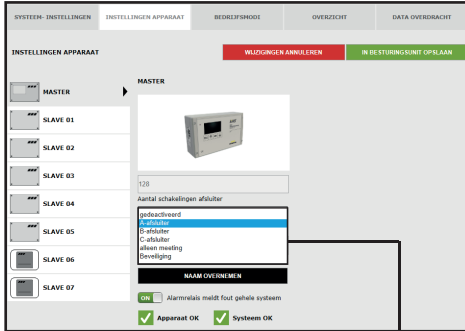 SYSTEEM- INSTELLINGEN
INSTELLINGEN APPARAAT
BEDRIJFSMODI
OVERZICHT
DATA OVERDRACHT
INSTELLINGEN APPARAAT
WIJZIGINGEN ANNULEREN
IN BESTURINGSUNIT OPSLAAN
MASTER
SLAVE 01
SLAVE 02
SLAVE 03
SLAVE 04
SLAVE 05
SLAVE 06
SLAVE 07
MASTER
128
Aantal schakelingen afsluiter
gedeactiveerd
A-afsluiter
B-afsluiter
C-afsluiter
alleen meeting
Beveiliging
NAAM OVERNEMEN
ON Alarmrelais meldt fout gehele systeem
Apparaat OK
Systeem OK